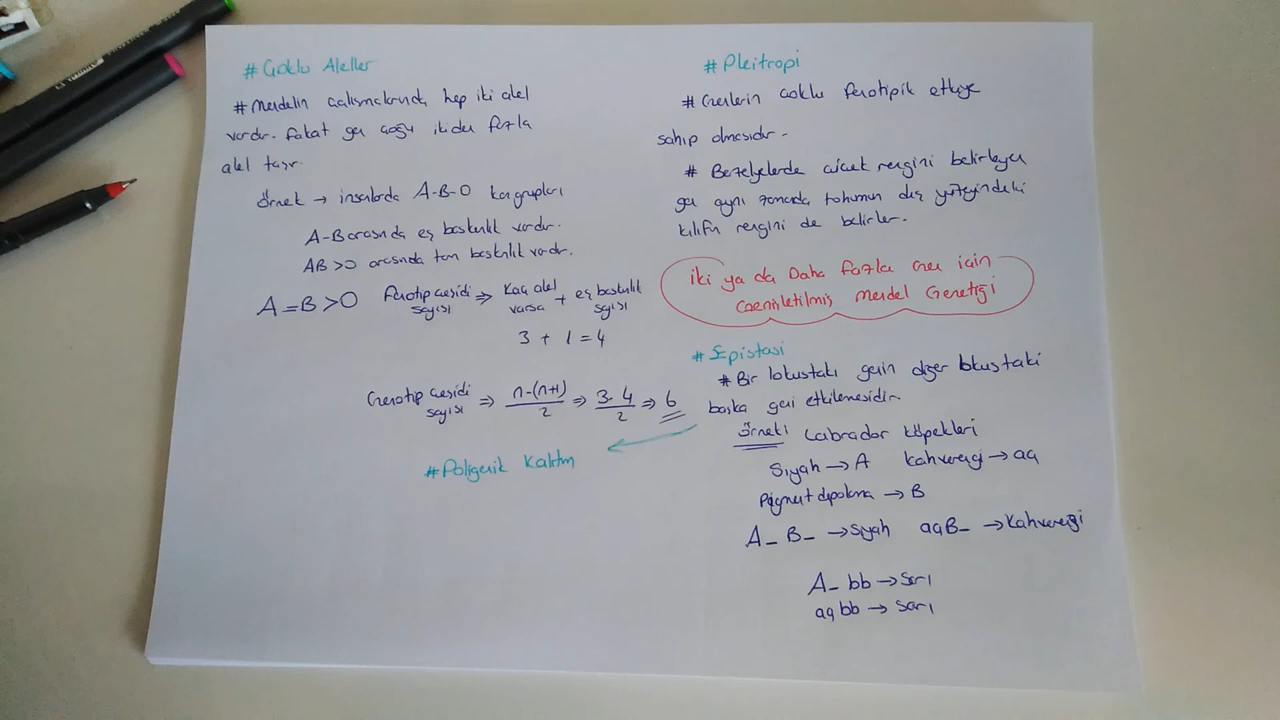 # Çoklu Aleller
# Mendelin çalışmalarında hep iki alel
vardır. Fakat gen çoğu ikiden fazla
alel taşır.
Örnek → insanlarda A-B-O kan grupları
A-B arasında eş baskınlık vardır.
AB>O arasında tam baskınlık vardır.
A=B>O Fenotip çeşidi sayısı ⇒ Kaç alel varsa + eş baskınlık sayısı
3 + 1 = 4
Genotip çeşidi sayısı ⇒ n.(n+1)/2 ⇒ 3.4/2 ⇒ 6
# Poligenik Kalıtım
# Pleitropi
# Genlerin çoklu fenotipik etkiye
sahip olmasıdır.
# Bezelyelerde çiçek rengini belirleyen
gen aynı zamanda tohumun dış yüzeyindeki
kılıfın rengini de belirler.
iki ya da Daha fazla Gen için
Genişletilmiş Mendel Genetiği
# Epistasi
# Bir lokustaki genin diğer lokustaki
başka geni etkilemesidir.
Örnek: Labrador köpekleri
Siyah → A kahverengi → aa
Pigment depolama → B
A_ B_ → Siyah aaB_ → Kahverengi
A_ bb → Sarı
aa bb → Sarı